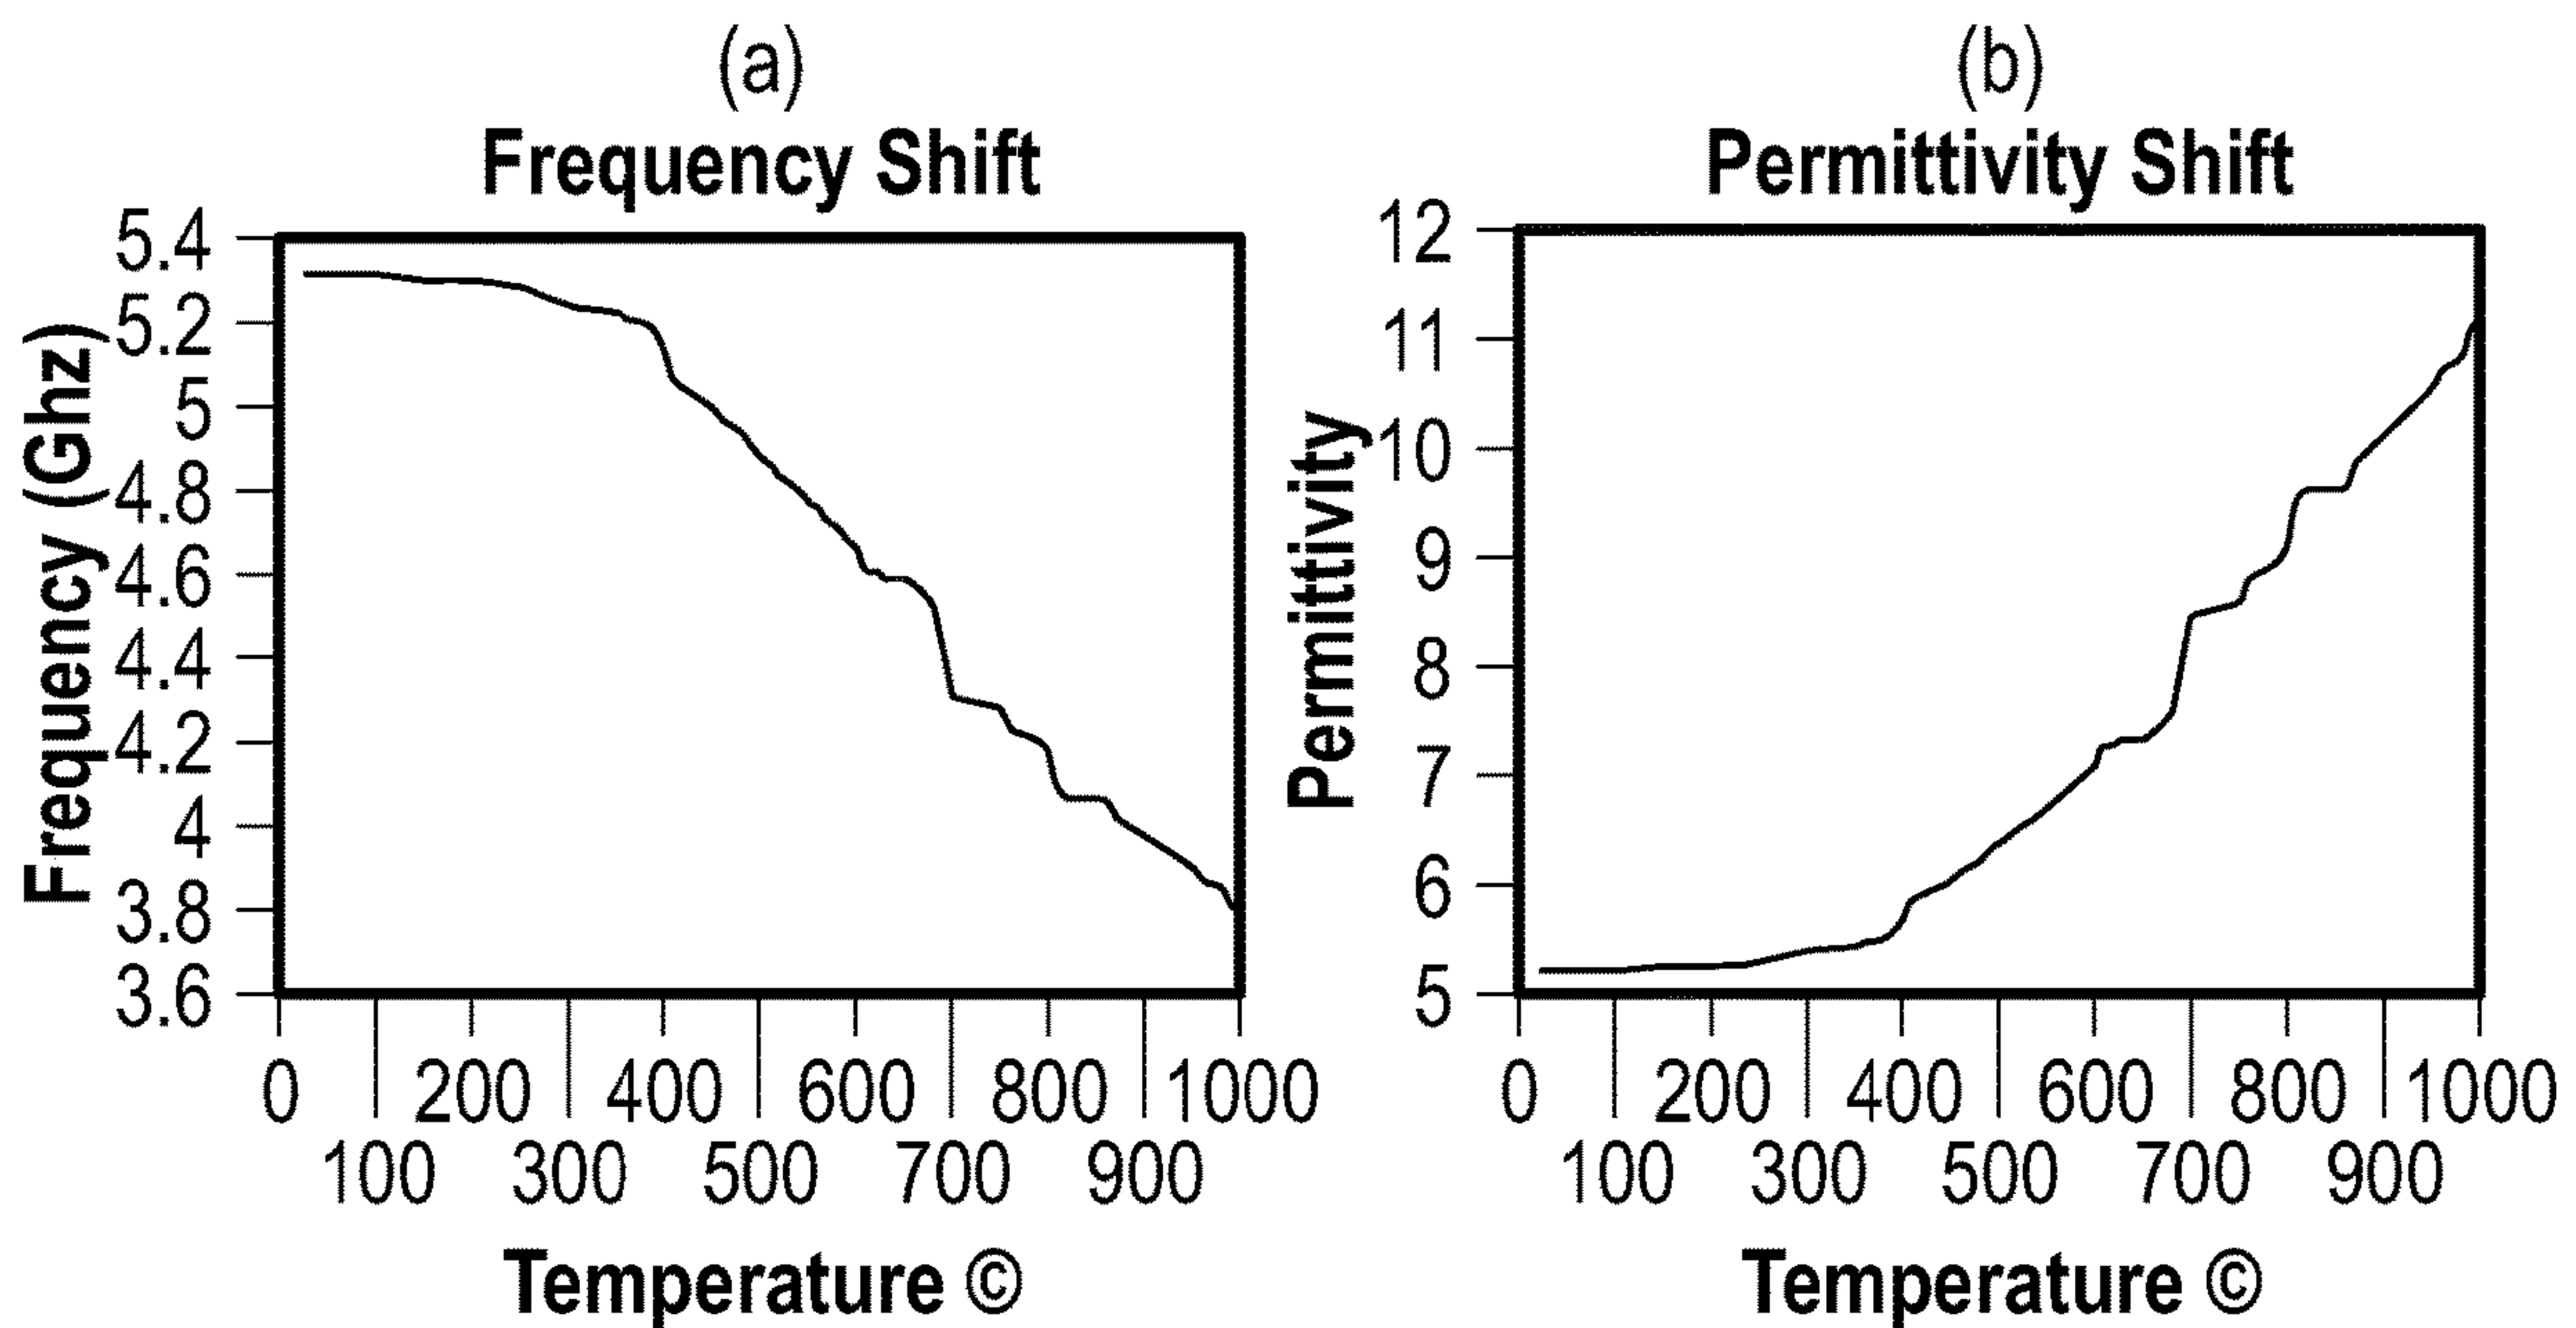 (a)
Frequency Shift
Frequency (Ghz)
5.4
5.2
5
4.8
4.6
4.4
4.2
4
3.8
3.6
0 200 400 600 800 1000
100 300 500 700 900
Temperature ©
(b)
Permittivity Shift
Permittivity
12
11
10
9
8
7
6
5
0 200 400 600 800 1000
100 300 500 700 900
Temperature ©